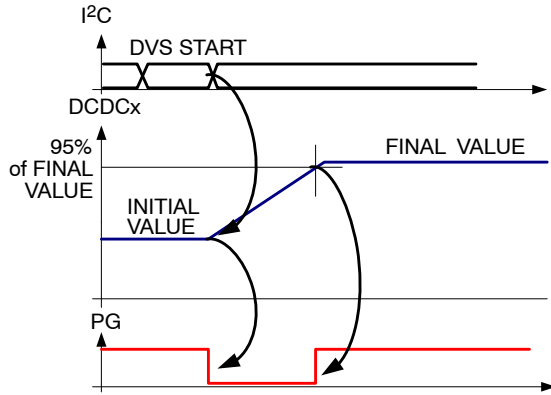 I²C
DVS START
DCDCx
95%
of FINAL
VALUE
FINAL VALUE
INITIAL
VALUE
PG